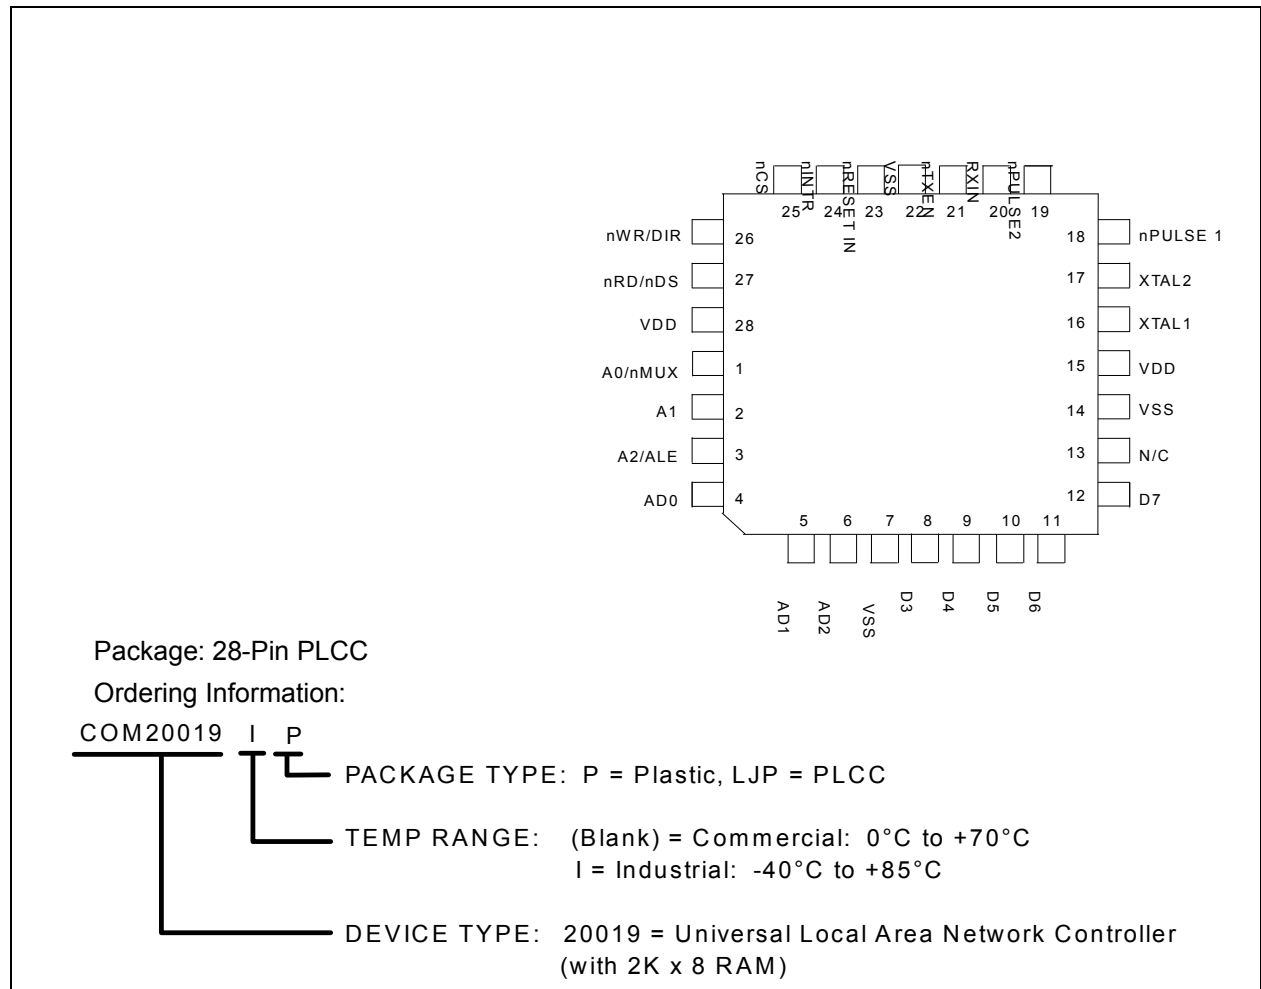 nCS
nINTR
nRESET IN
VSS
nTXEN
RXIN
nPULSE2
25 24 23 22 21 20 19
nWR/DIR 26 18 nPULSE 1
nRD/nDS 27 17 XTAL2
VDD 28 16 XTAL1
A0/nMUX 1 15 VDD
A1 2 14 VSS
A2/ALE 3 13 N/C
AD0 4 12 D7
5 6 7 8 9 10 11
AD1
AD2
VSS
D3
D4
D5
D6
Package: 28-Pin PLCC
Ordering Information:
COM20019 I P
PACKAGE TYPE: P = Plastic, LJP = PLCC
TEMP RANGE: (Blank) = Commercial: 0°C to +70°C
I = Industrial: -40°C to +85°C
DEVICE TYPE: 20019 = Universal Local Area Network Controller
(with 2K x 8 RAM)